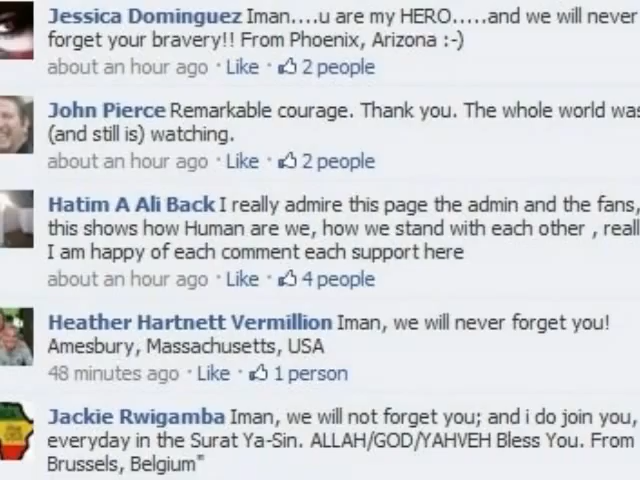 Jessica Dominguez Iman....u are my HERO.....and we will never
forget your bravery!! From Phoenix, Arizona :-)
about an hour ago · Like · 2 people
John Pierce Remarkable courage. Thank you. The whole world was
(and still is) watching.
about an hour ago · Like · 2 people
Hatim A Ali Back I really admire this page the admin and the fans,
this shows how Human are we, how we stand with each other , reall
I am happy of each comment each support here
about an hour ago · Like · 4 people
Heather Hartnett Vermillion Iman, we will never forget you!
Amesbury, Massachusetts, USA
48 minutes ago · Like · 1 person
Jackie Rwigamba Iman, we will not forget you; and i do join you,
everyday in the Surat Ya-Sin. ALLAH/GOD/YAHVEH Bless You. From
Brussels, Belgium"